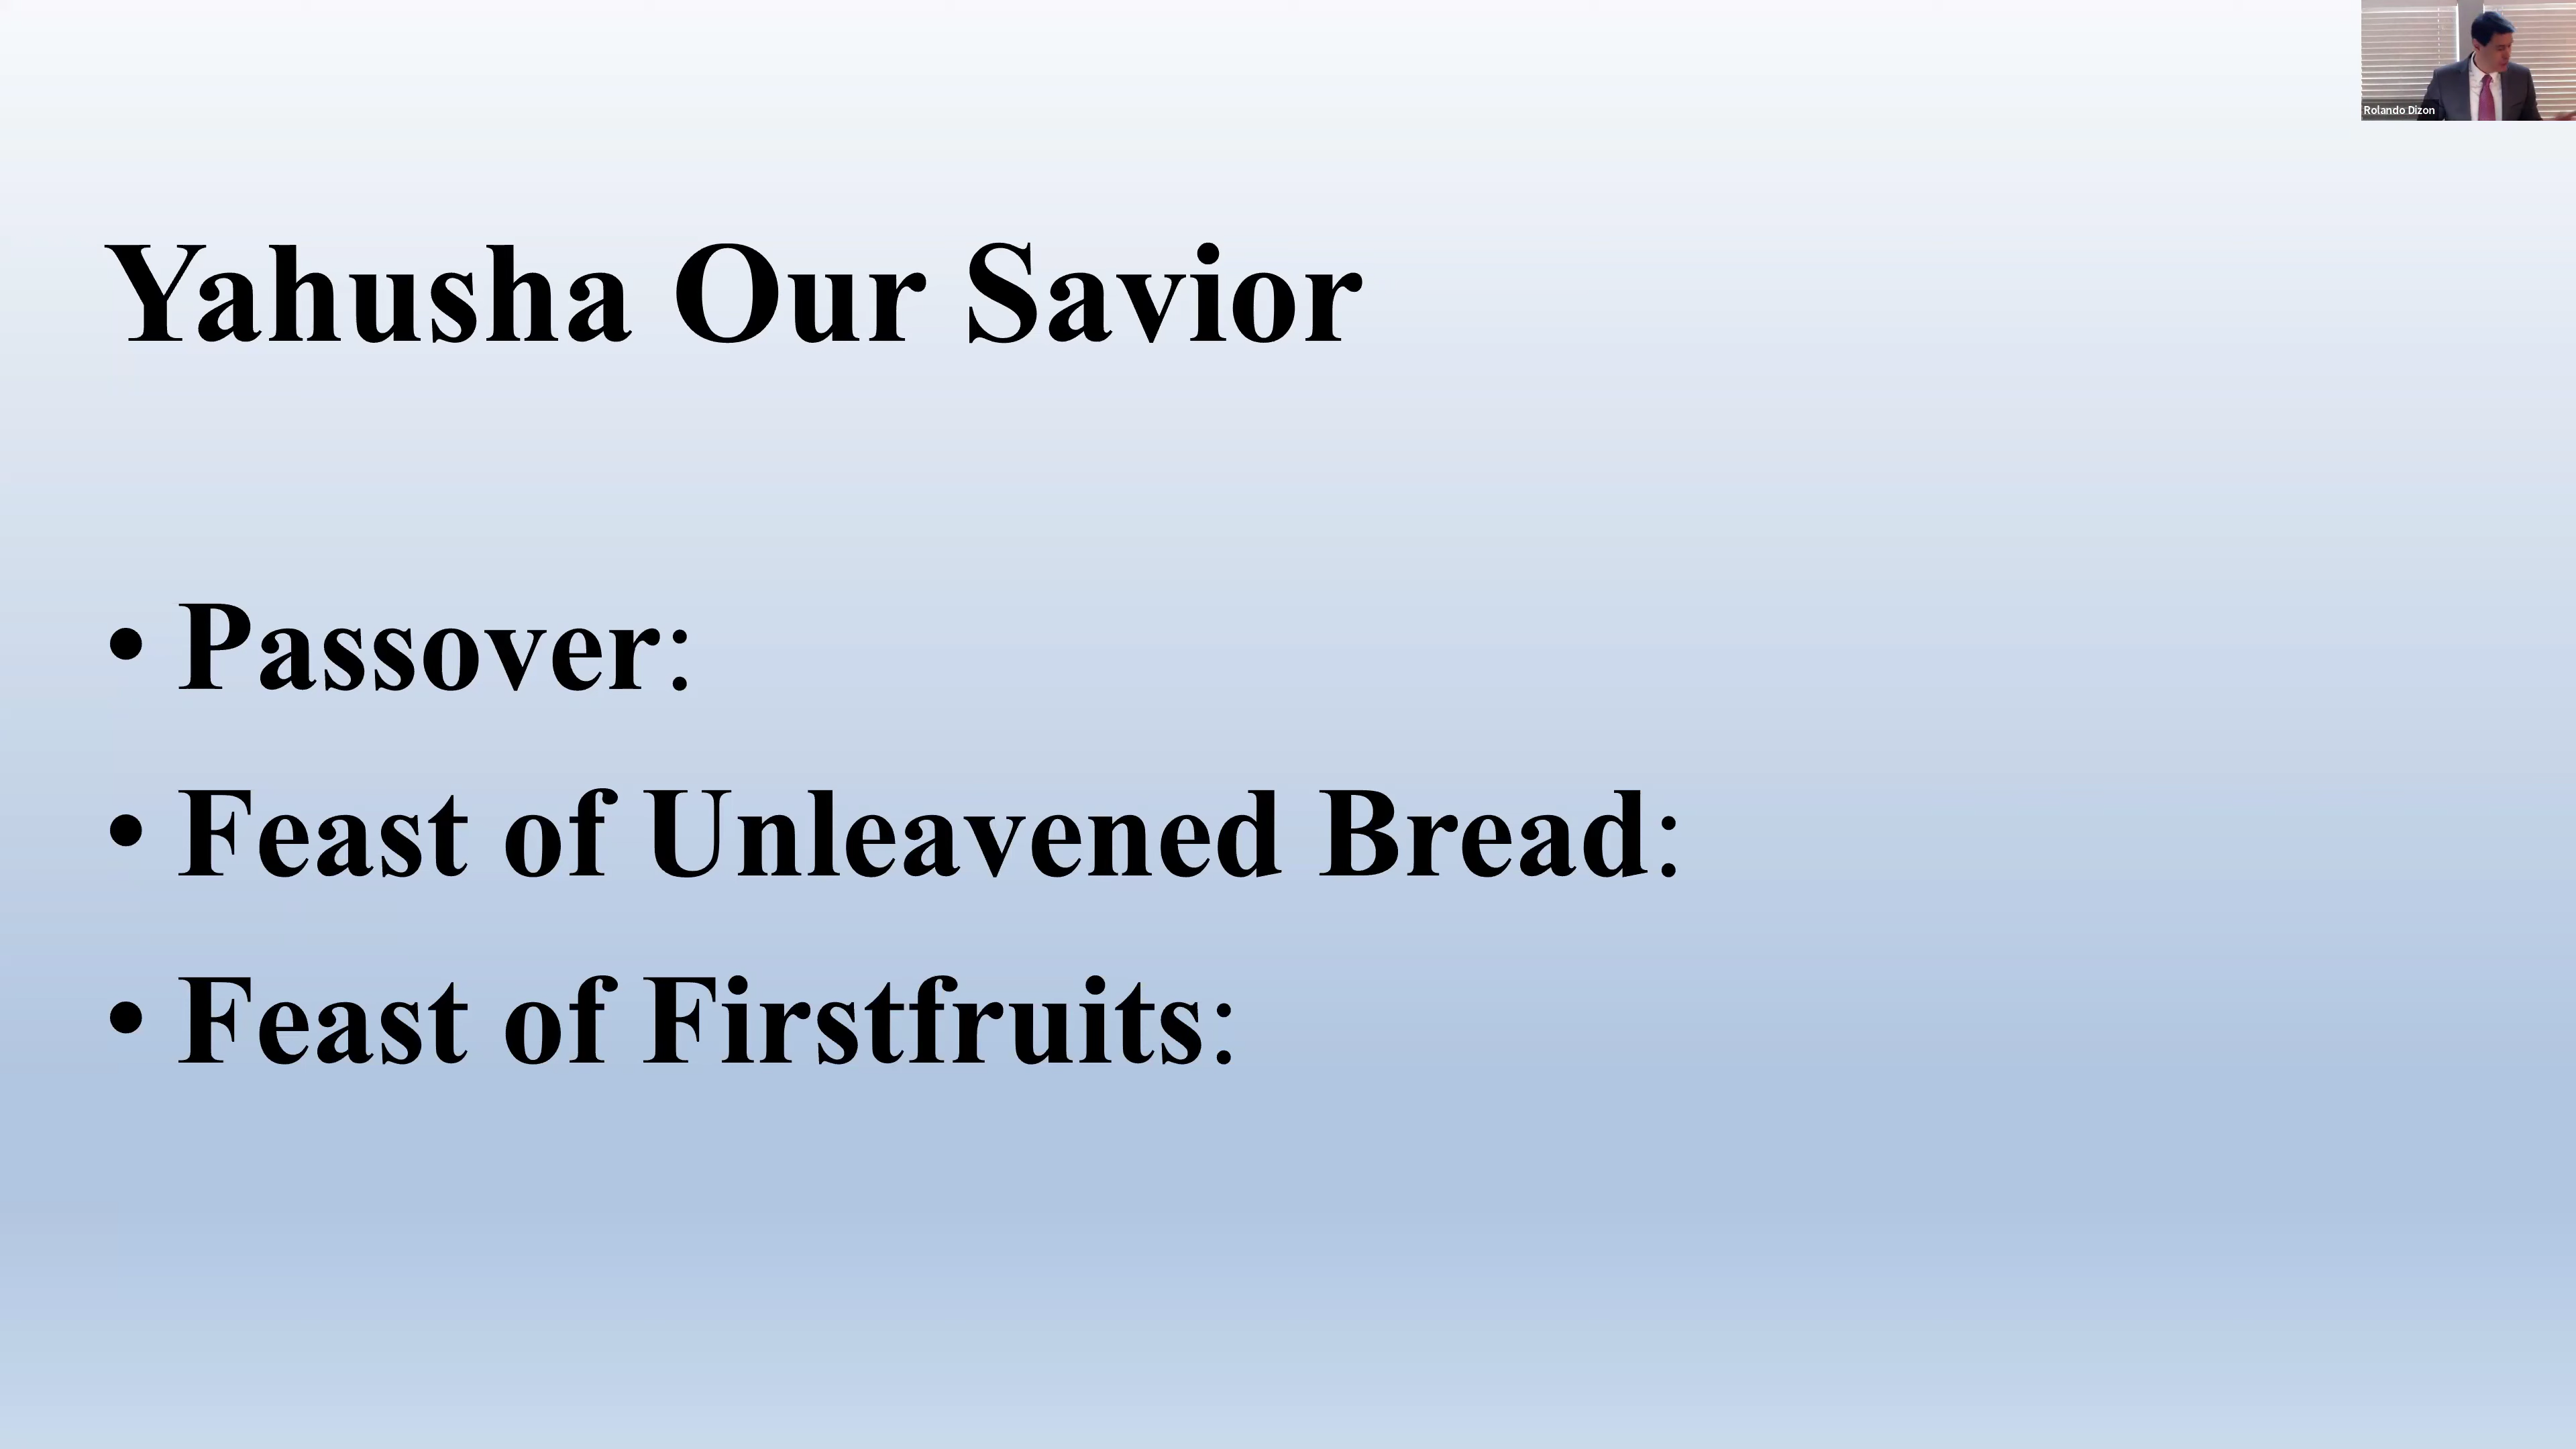 Rolando Dizon
Yahusha Our Savior
• Passover:
• Feast of Unleavened Bread:
• Feast of Firstfruits: